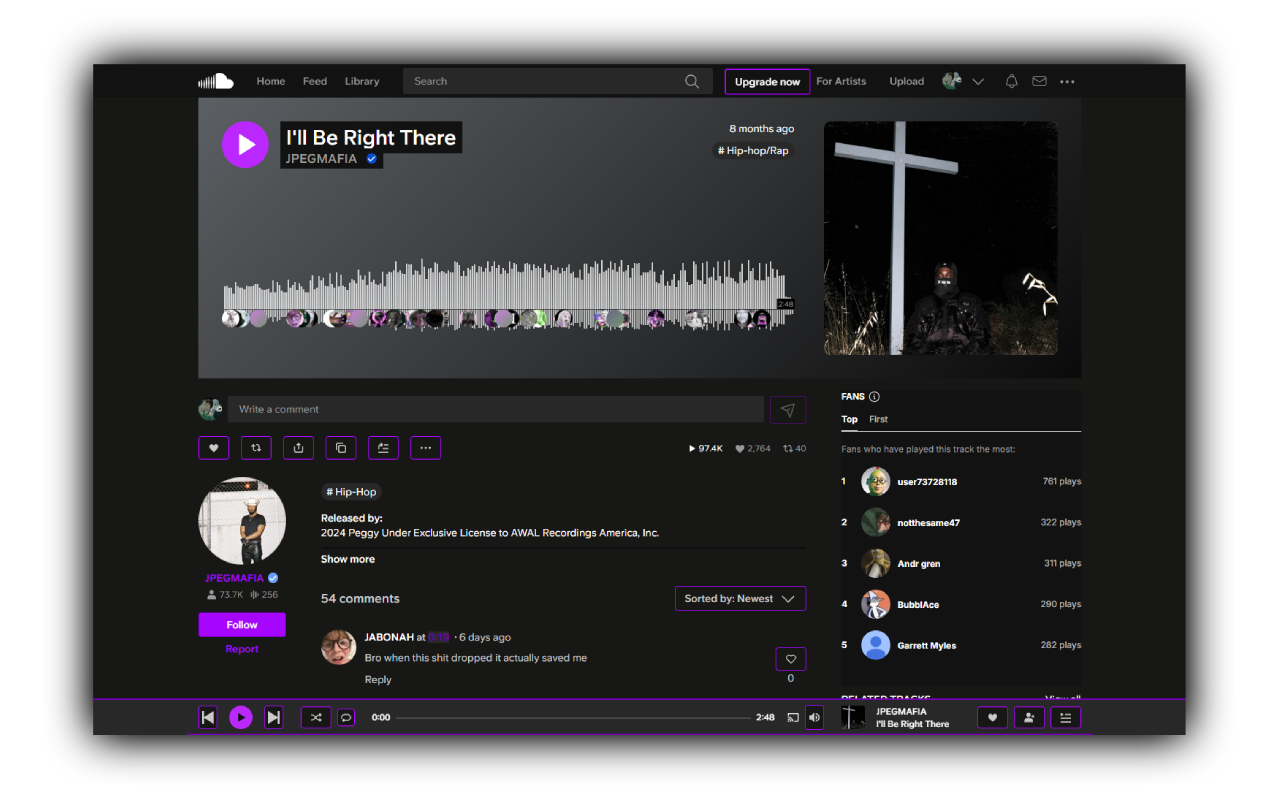 Home Feed Library Search Upgrade now For Artists Upload
I'll Be Right There
JPEGMAFIA
8 months ago
# Hip-hop/Rap
2:48
Write a comment
97.4K 2,764 40
# Hip-Hop
Released by:
2024 Peggy Under Exclusive License to AWAL Recordings America, Inc.
Show more
JPEGMAFIA
73.7K 256
Follow
Report
54 comments
Sorted by: Newest
JABONAH at · 6 days ago
Bro when this shit dropped it actually saved me
Reply
0
FANS
Top First
Fans who have played this track the most:
1 user73728118 761 plays
2 notthesame47 322 plays
3 Andr gren 311 plays
4 BubblAce 290 plays
5 Garrett Myles 282 plays
RELATED TRACKS View all
0:00 2:48
JPEGMAFIA
I'll Be Right There